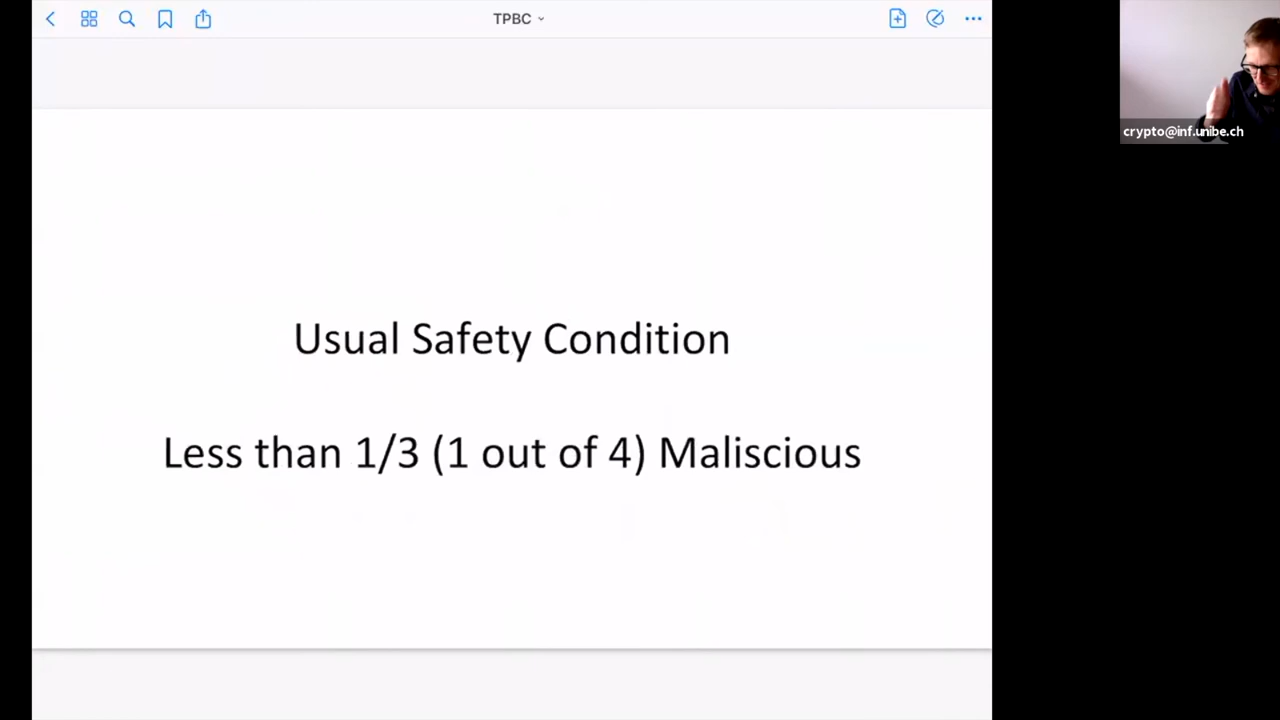 TPBC
crypto@inf.unibe.ch
Usual Safety Condition
Less than 1/3 (1 out of 4) Maliscious